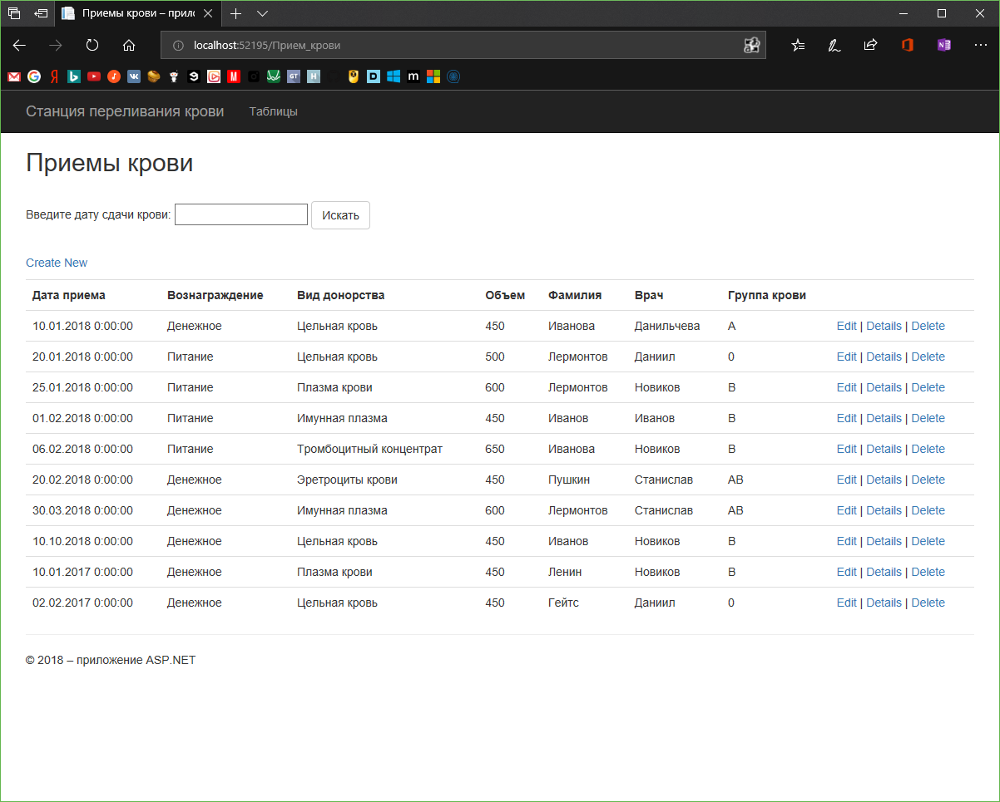 Приемы крови – прило
localhost:52195/Прием_крови
Станция переливания крови Таблицы
Приемы крови
Введите дату сдачи крови: Искать
Create New
Дата приема Вознаграждение Вид донорства Объем Фамилия Врач Группа крови
10.01.2018 0:00:00 Денежное Цельная кровь 450 Иванова Данильчева A Edit | Details | Delete
20.01.2018 0:00:00 Питание Цельная кровь 500 Лермонтов Даниил 0 Edit | Details | Delete
25.01.2018 0:00:00 Питание Плазма крови 600 Лермонтов Новиков B Edit | Details | Delete
01.02.2018 0:00:00 Питание Имунная плазма 450 Иванов Иванов B Edit | Details | Delete
06.02.2018 0:00:00 Питание Тромбоцитный концентрат 650 Иванова Новиков B Edit | Details | Delete
20.02.2018 0:00:00 Денежное Эретроциты крови 450 Пушкин Станислав AB Edit | Details | Delete
30.03.2018 0:00:00 Денежное Имунная плазма 600 Лермонтов Станислав AB Edit | Details | Delete
10.10.2018 0:00:00 Денежное Цельная кровь 450 Иванов Новиков B Edit | Details | Delete
10.01.2017 0:00:00 Денежное Плазма крови 450 Ленин Новиков B Edit | Details | Delete
02.02.2017 0:00:00 Денежное Цельная кровь 450 Гейтс Даниил 0 Edit | Details | Delete
© 2018 – приложение ASP.NET